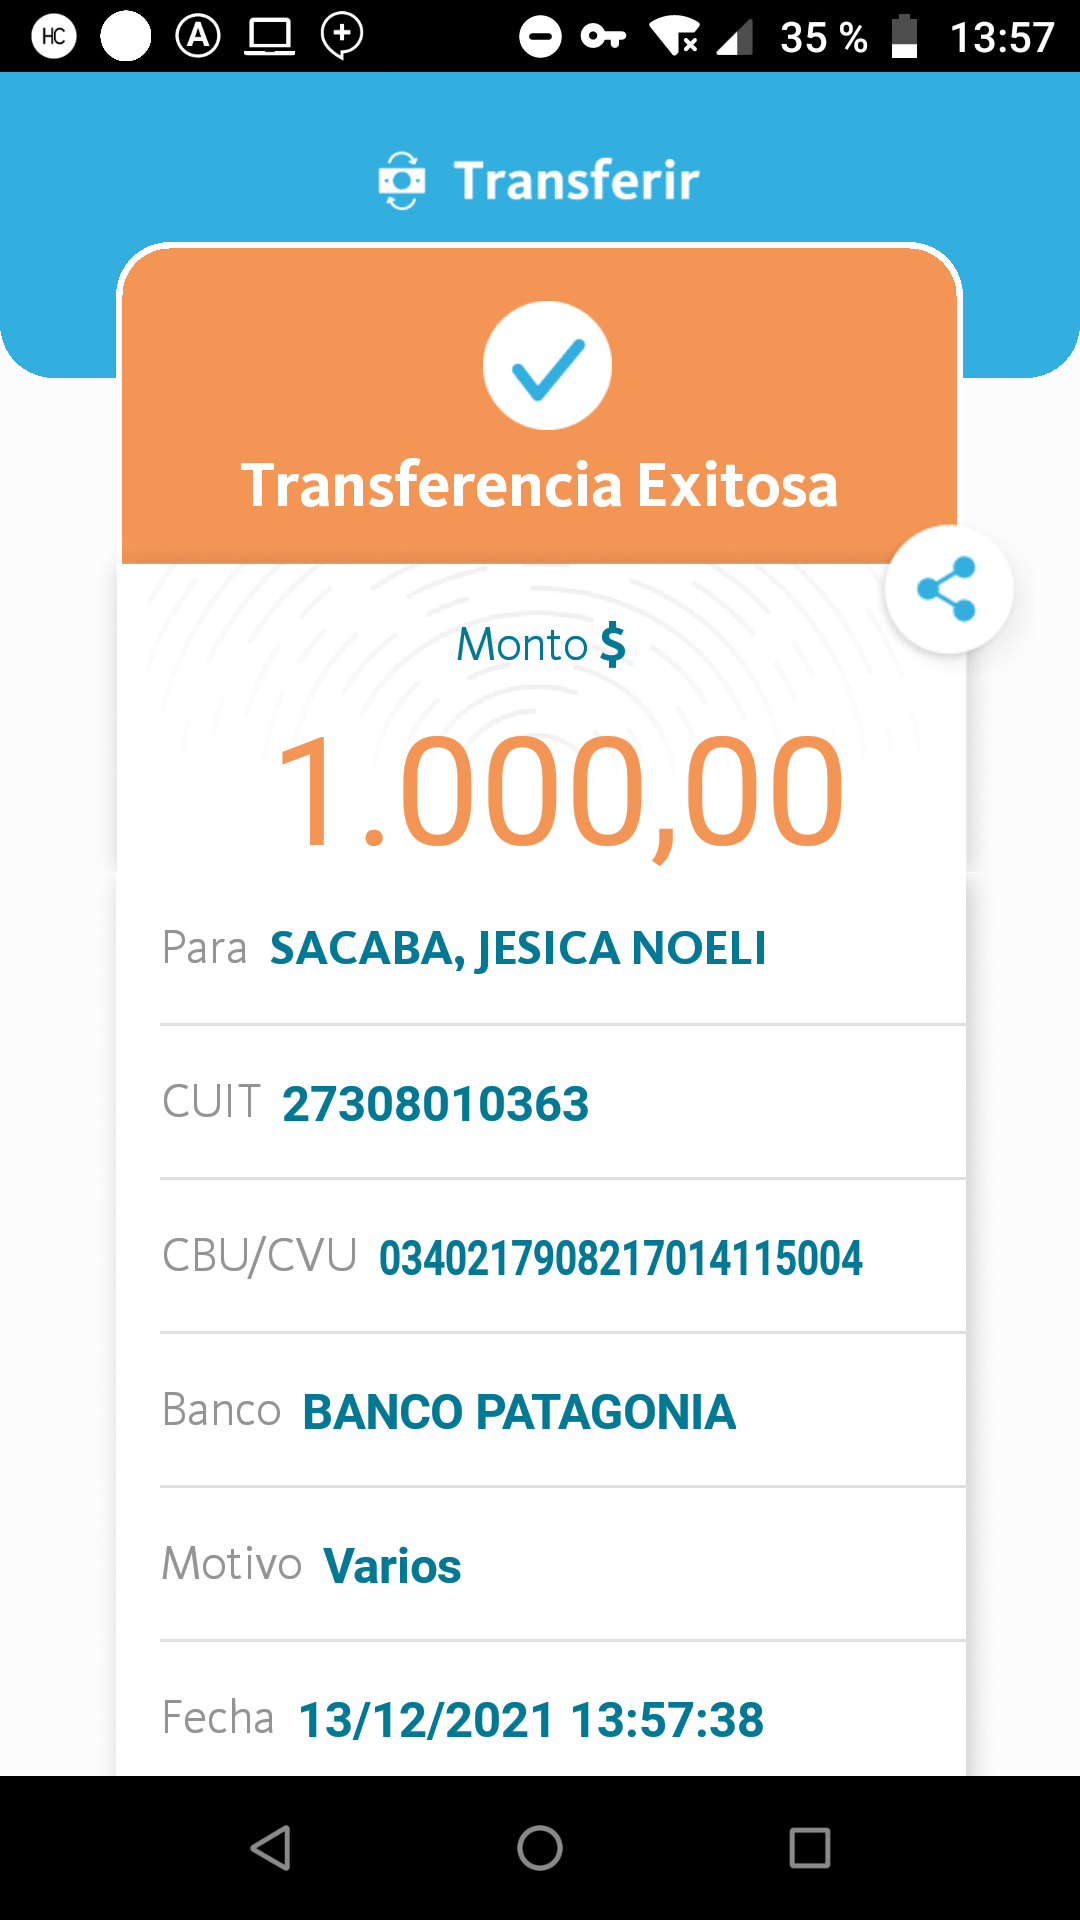 HC A 35 % 13:57
Transferir
Transferencia Exitosa
Monto $
1.000,00
Para SACABA, JESICA NOELI
CUIT 27308010363
CBU/CVU 0340217908217014115004
Banco BANCO PATAGONIA
Motivo Varios
Fecha 13/12/2021 13:57:38